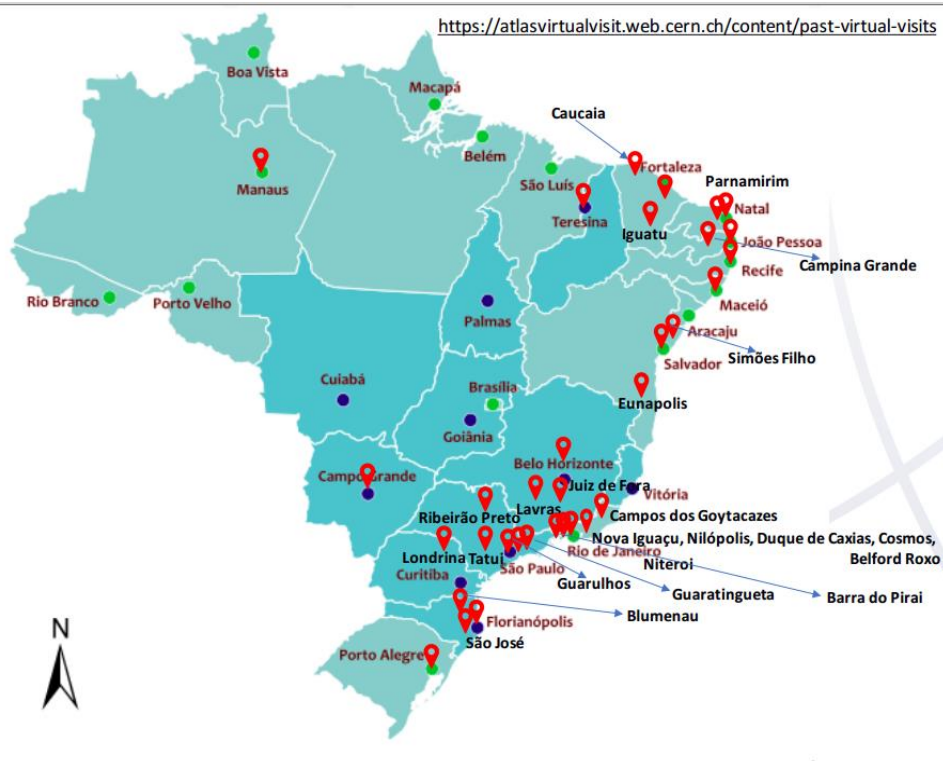 https://atlasvirtualvisit.web.cern.ch/content/past-virtual-visits
Boa Vista
Macapá
Caucaia
Belém
Fortaleza
São Luís
Parnamirim
Manaus
Teresina
Natal
Iguatu
João Pessoa
Campina Grande
Recife
Rio Branco
Porto Velho
Maceió
Palmas
Aracaju
Simões Filho
Salvador
Cuiabá
Brasília
Eunapolis
Goiânia
Belo Horizonte
Campo Grande
Juiz de Fora
Vitória
Lavras
Ribeirão Preto
Campos dos Goytacazes
Nova Iguaçu, Nilópolis, Duque de Caxias, Cosmos,
Belford Roxo
Rio de Janeiro
Londrina
Tatui
Niteroi
São Paulo
Curitiba
Guarulhos
Guaratingueta
Barra do Pirai
Blumenau
Florianópolis
São José
N
Porto Alegre